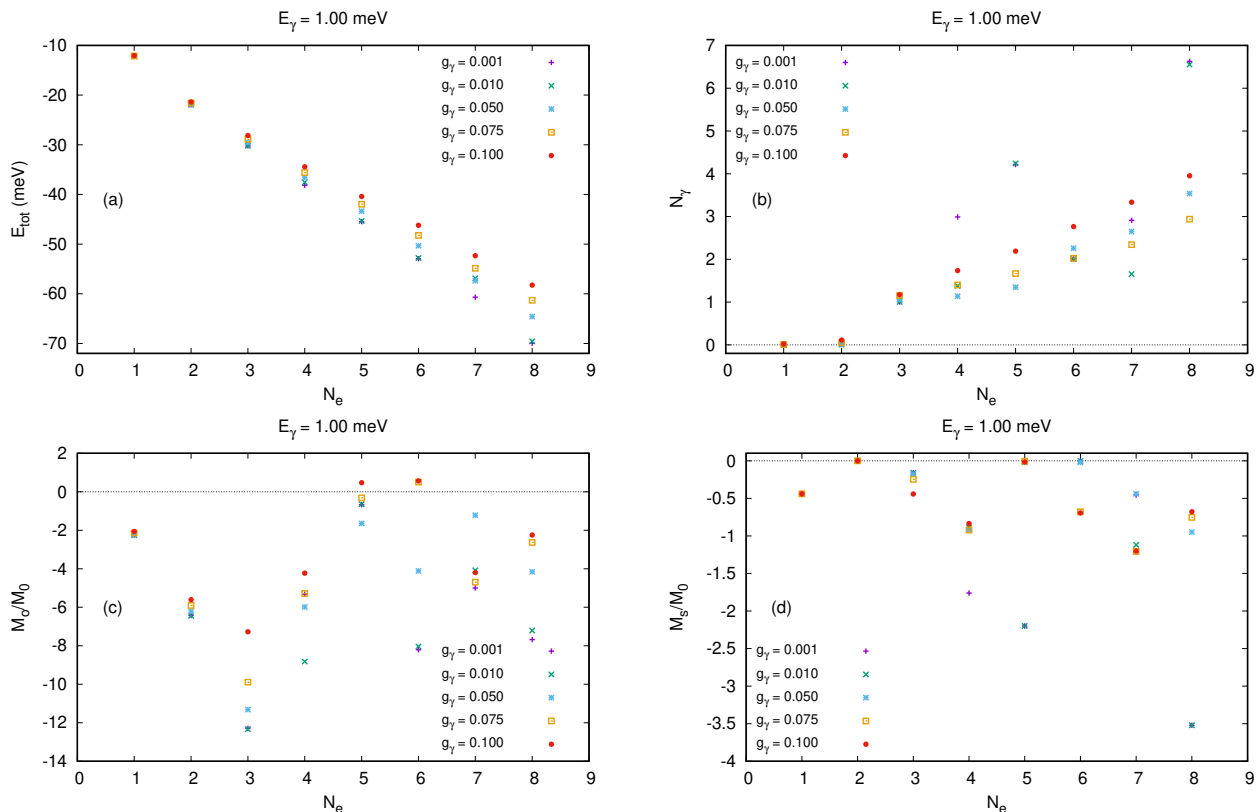 E_γ = 1.00 meV
-10
-20
-30
-40
-50
-60
-70
0 1 2 3 4 5 6 7 8 9
E_tot (meV)
N_e
(a)
g_γ = 0.001
g_γ = 0.010
g_γ = 0.050
g_γ = 0.075
g_γ = 0.100
E_γ = 1.00 meV
7
6
5
4
3
2
1
0
0 1 2 3 4 5 6 7 8 9
N_γ
N_e
(b)
g_γ = 0.001
g_γ = 0.010
g_γ = 0.050
g_γ = 0.075
g_γ = 0.100
E_γ = 1.00 meV
2
0
-2
-4
-6
-8
-10
-12
-14
0 1 2 3 4 5 6 7 8 9
M_o/M_0
N_e
(c)
g_γ = 0.001
g_γ = 0.010
g_γ = 0.050
g_γ = 0.075
g_γ = 0.100
E_γ = 1.00 meV
0
-0.5
-1
-1.5
-2
-2.5
-3
-3.5
-4
0 1 2 3 4 5 6 7 8 9
M_s/M_0
N_e
(d)
g_γ = 0.001
g_γ = 0.010
g_γ = 0.050
g_γ = 0.075
g_γ = 0.100